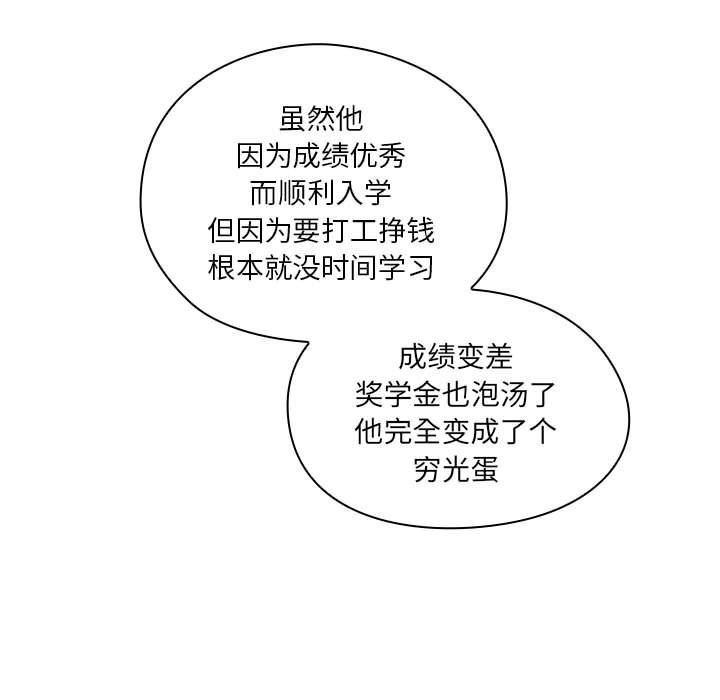 虽然他
因为成绩优秀
而顺利入学
但因为要打工挣钱
根本就没时间学习
成绩变差
奖学金也泡汤了
他完全变成了个
穷光蛋